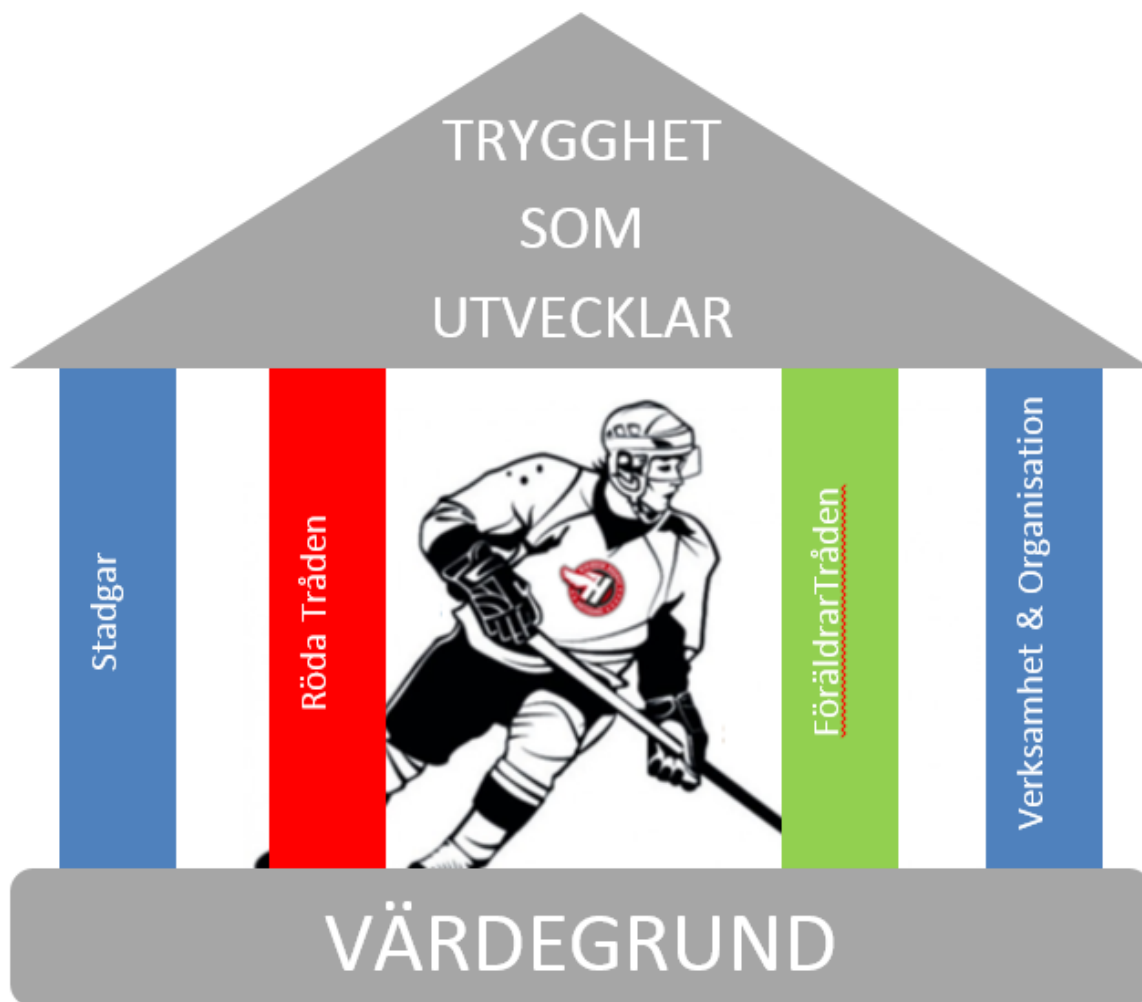 TRYGGHET
SOM
UTVECKLAR
Stadgar
Röda Tråden
FöräldrarTråden
Verksamhet & Organisation
VÄRDEGRUND